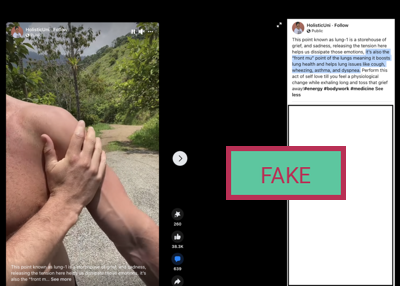 HolisticUni · Follow
HolisticUni · Follow
Public
This point known as lung-1 is a storehouse of
grief, and sadness, releasing the tension here
helps us dissipate those emotions, it's also the
"front mu" point of the lungs meaning it boosts
lung health and helps lung issues like cough,
wheezing, asthma, and dyspnea. Perform this
act of self love till you feel a physiological
change while exhaling long and toss that grief
away!#energy #bodywork #medicine See
less
FAKE
260
39.3K
839
This point known as lung-1 is a storehouse of grief, and sadness,
releasing the tension here helps us dissipate those emotions, it's
also the "front m... See more